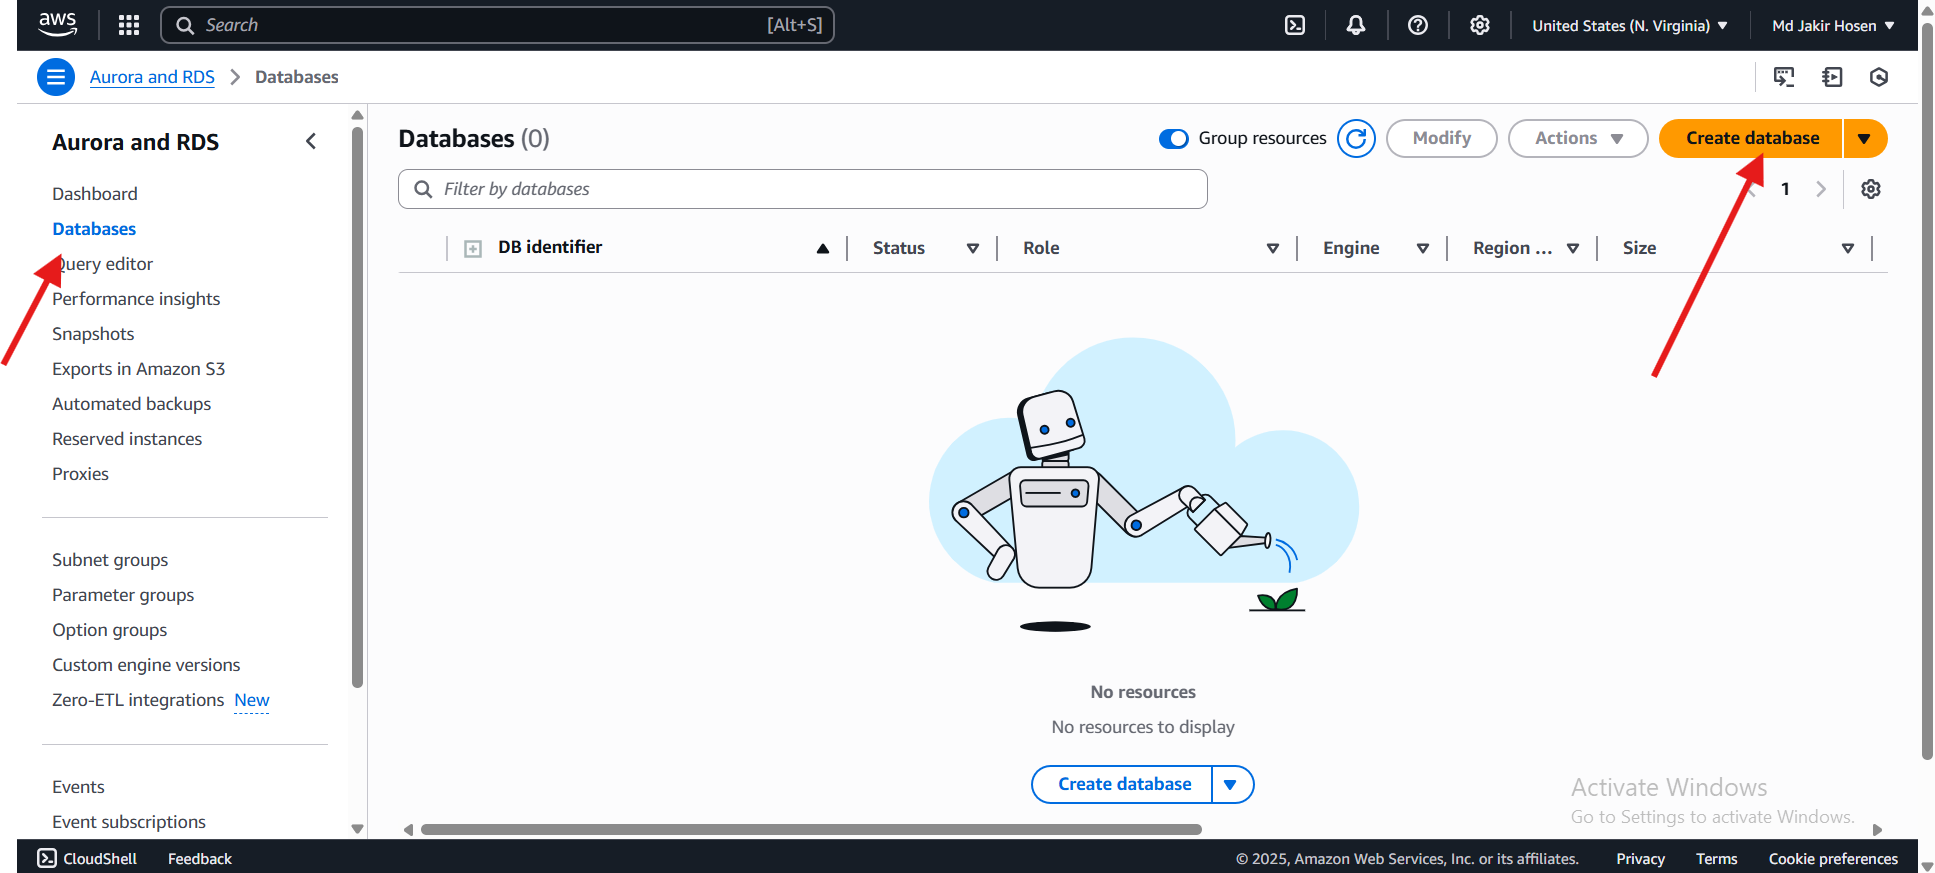 aws
Search [Alt+S]
United States (N. Virginia)
Md Jakir Hosen
Aurora and RDS > Databases
Aurora and RDS
Dashboard
Databases
Query editor
Performance insights
Snapshots
Exports in Amazon S3
Automated backups
Reserved instances
Proxies
Subnet groups
Parameter groups
Option groups
Custom engine versions
Zero-ETL integrations New
Events
Event subscriptions
Databases (0)
Group resources
Modify
Actions
Create database
Filter by databases
1
DB identifier
Status
Role
Engine
Region ...
Size
No resources
No resources to display
Create database
Activate Windows
Go to Settings to activate Windows.
CloudShell
Feedback
© 2025, Amazon Web Services, Inc. or its affiliates.
Privacy
Terms
Cookie preferences